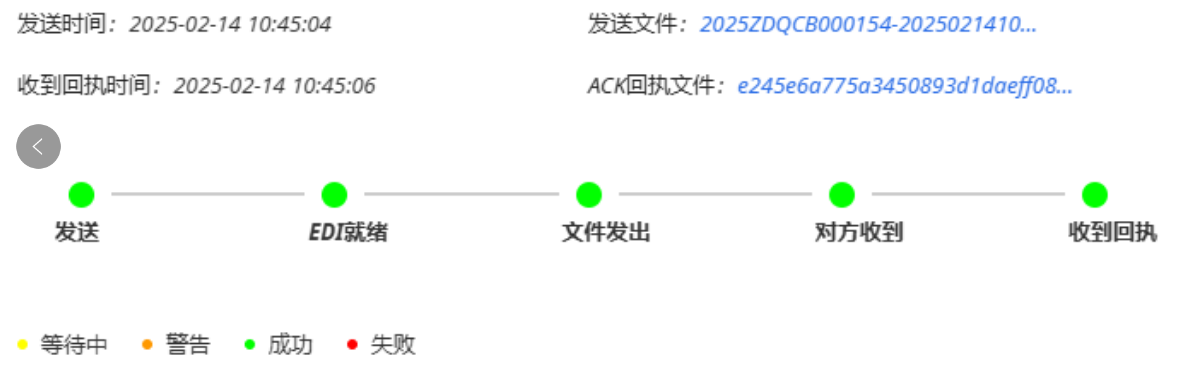 发送时间：2025-02-14 10:45:04
发送文件：2025ZDQCB000154-2025021410...
收到回执时间：2025-02-14 10:45:06
ACK回执文件：e245e6a775a3450893d1daeff08...
发送
EDI就绪
文件发出
对方收到
收到回执
等待中
警告
成功
失败